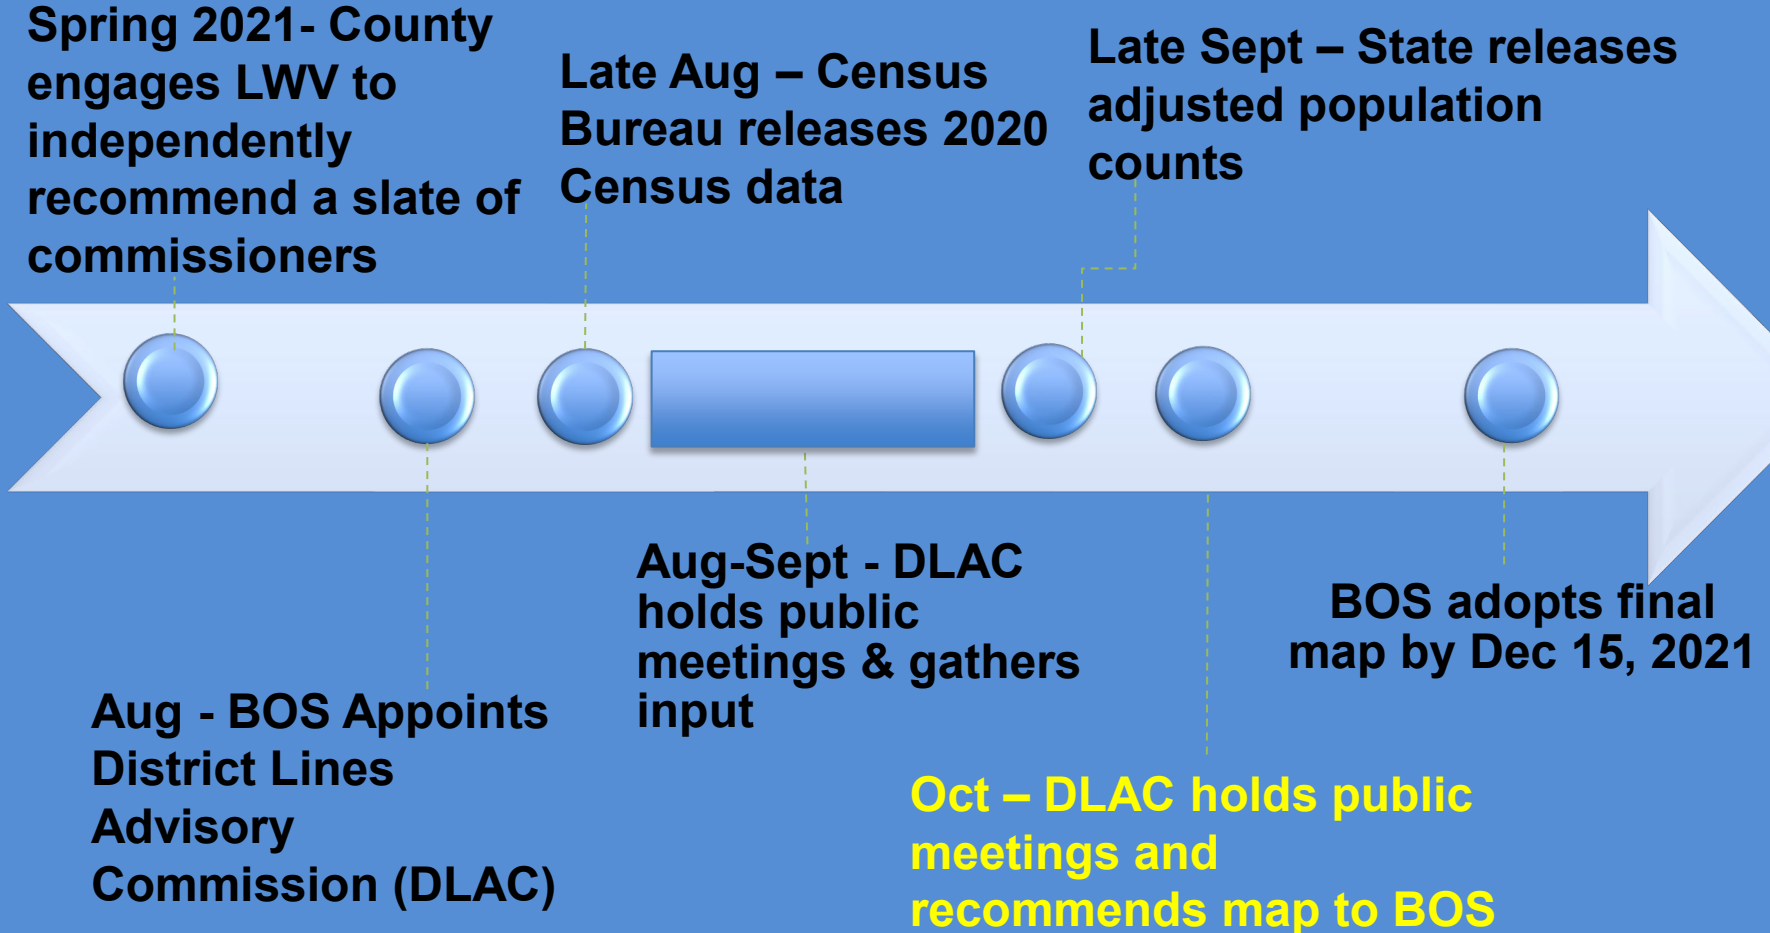 Spring 2021- County
engages LWV to
independently
recommend a slate of
commissioners
Late Aug – Census
Bureau releases 2020
Census data
Late Sept – State releases
adjusted population
counts
Aug - BOS Appoints
District Lines
Advisory
Commission (DLAC)
Aug-Sept - DLAC
holds public
meetings & gathers
input
Oct – DLAC holds public
meetings and
recommends map to BOS
BOS adopts final
map by Dec 15, 2021